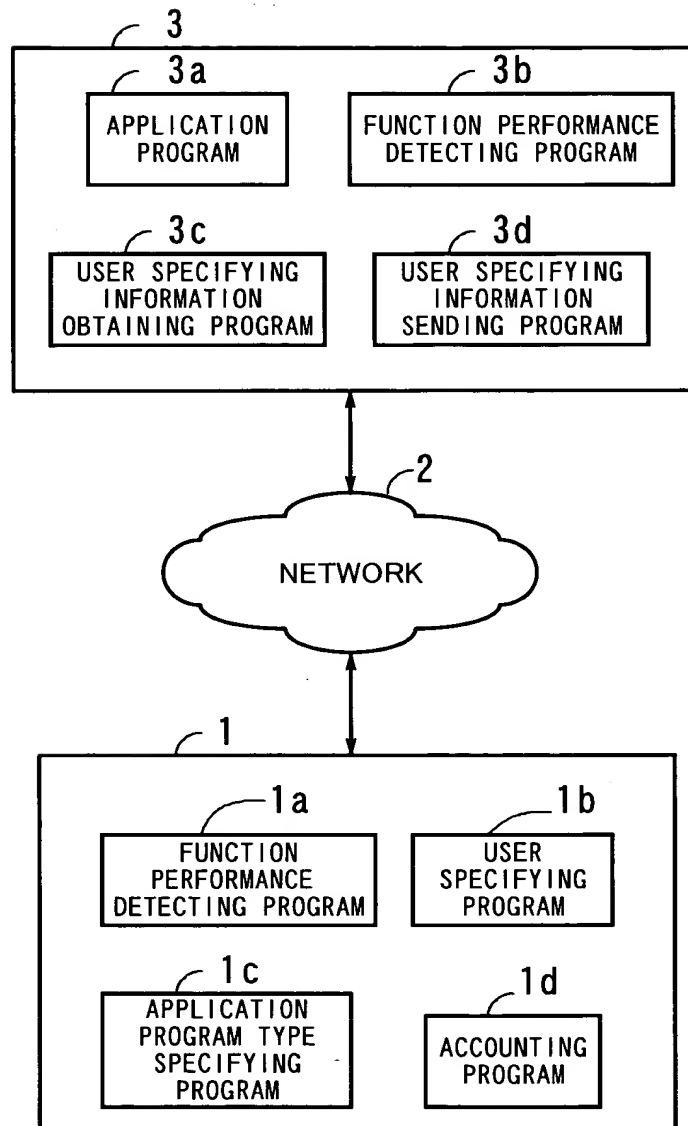 3
3a
3b
APPLICATION
PROGRAM
FUNCTION PERFORMANCE
DETECTING PROGRAM
3c
3d
USER SPECIFYING
INFORMATION
OBTAINING PROGRAM
USER SPECIFYING
INFORMATION
SENDING PROGRAM
2
NETWORK
1
1a
1b
FUNCTION
PERFORMANCE
DETECTING PROGRAM
USER
SPECIFYING
PROGRAM
1c
1d
APPLICATION
PROGRAM TYPE
SPECIFYING
PROGRAM
ACCOUNTING
PROGRAM